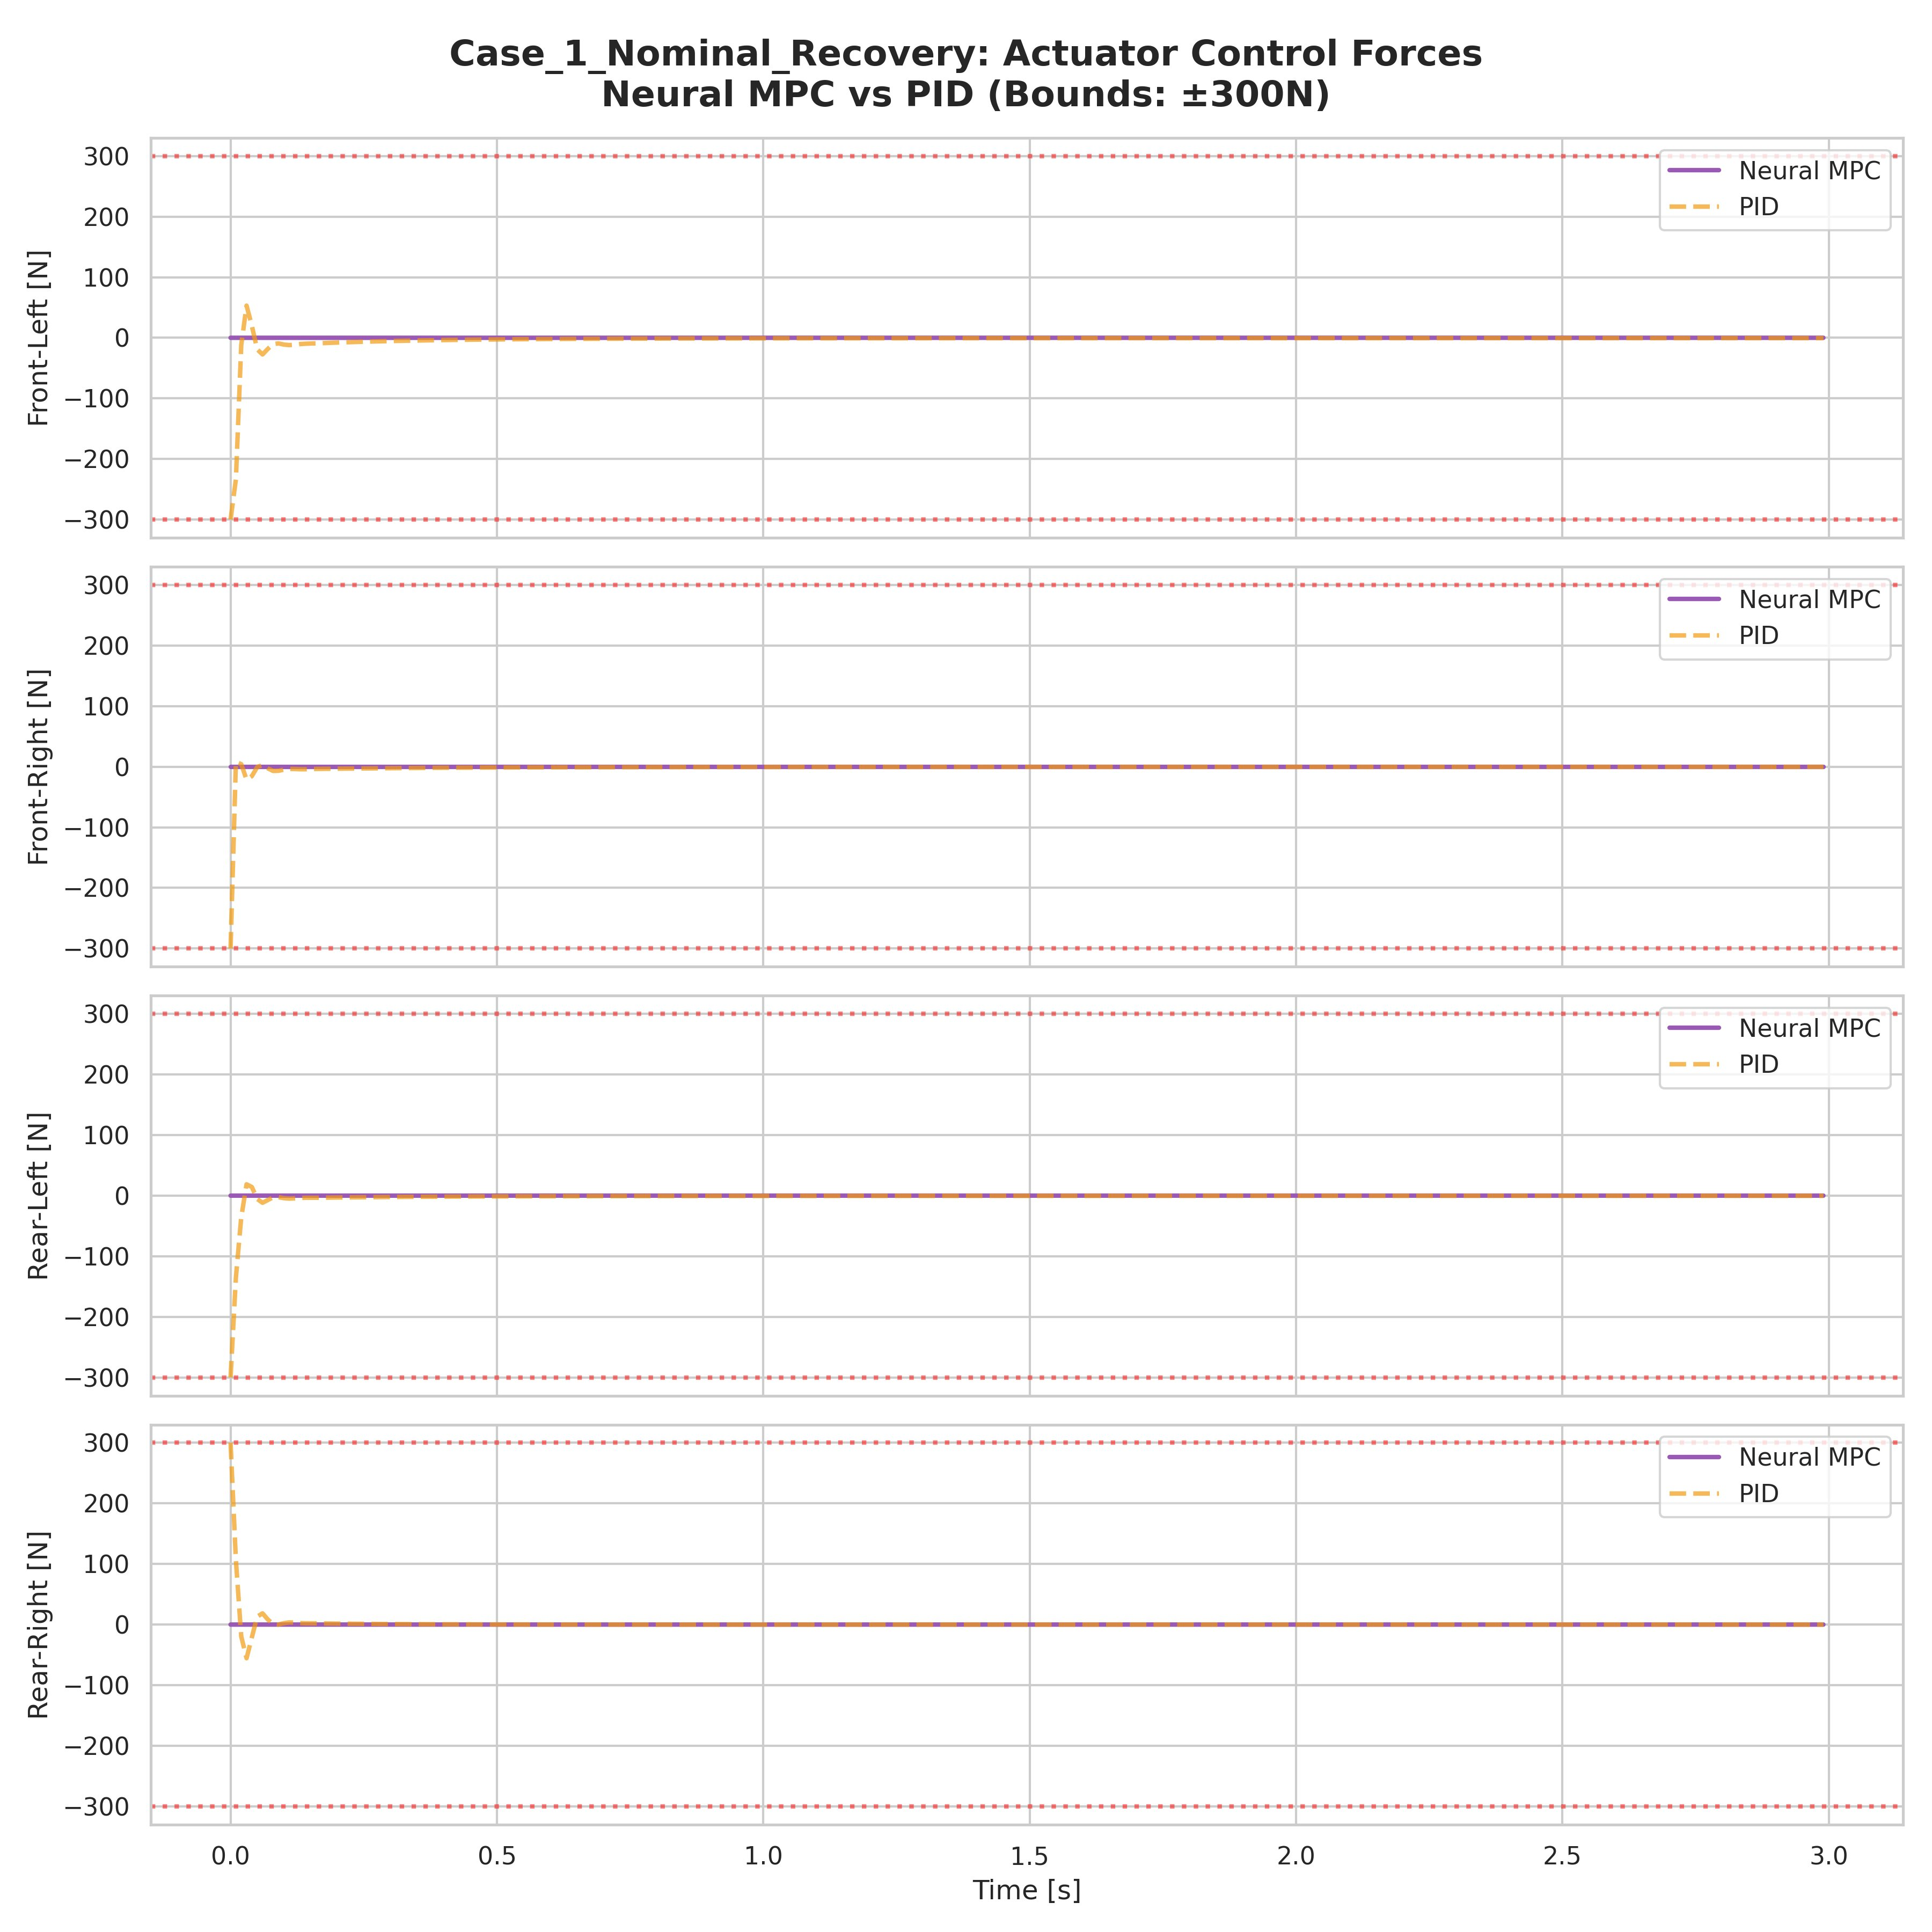 Case_1_Nominal_Recovery: Actuator Control Forces
Neural MPC vs PID (Bounds: ±300N)
300
200
100
0
−100
−200
−300
Front-Left [N]
Neural MPC
PID
300
200
100
0
−100
−200
−300
Front-Right [N]
Neural MPC
PID
300
200
100
0
−100
−200
−300
Rear-Left [N]
Neural MPC
PID
300
200
100
0
−100
−200
−300
Rear-Right [N]
Neural MPC
PID
0.0 0.5 1.0 1.5 2.0 2.5 3.0
Time [s]